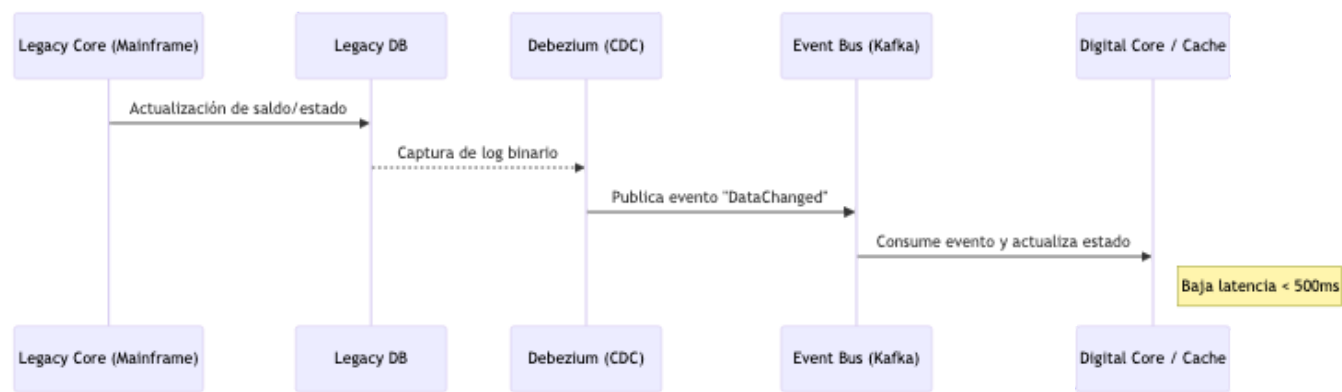 Legacy Core (Mainframe)
Legacy DB
Debezium (CDC)
Event Bus (Kafka)
Digital Core / Cache
Actualización de saldo/estado
Captura de log binario
Publica evento "DataChanged"
Consume evento y actualiza estado
Baja latencia < 500ms
Legacy Core (Mainframe)
Legacy DB
Debezium (CDC)
Event Bus (Kafka)
Digital Core / Cache